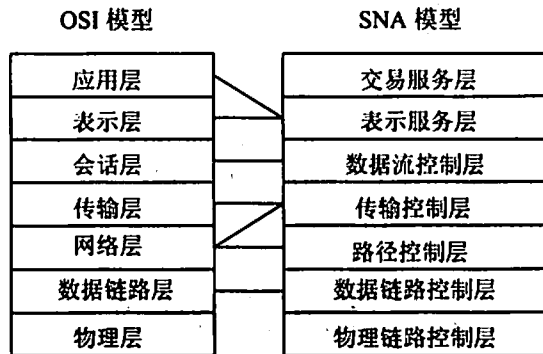 OSI 模型 SNA 模型
应用层 交易服务层
表示层 表示服务层
会话层 数据流控制层
传输层 传输控制层
网络层 路径控制层
数据链路层 数据链路控制层
物理层 物理链路控制层